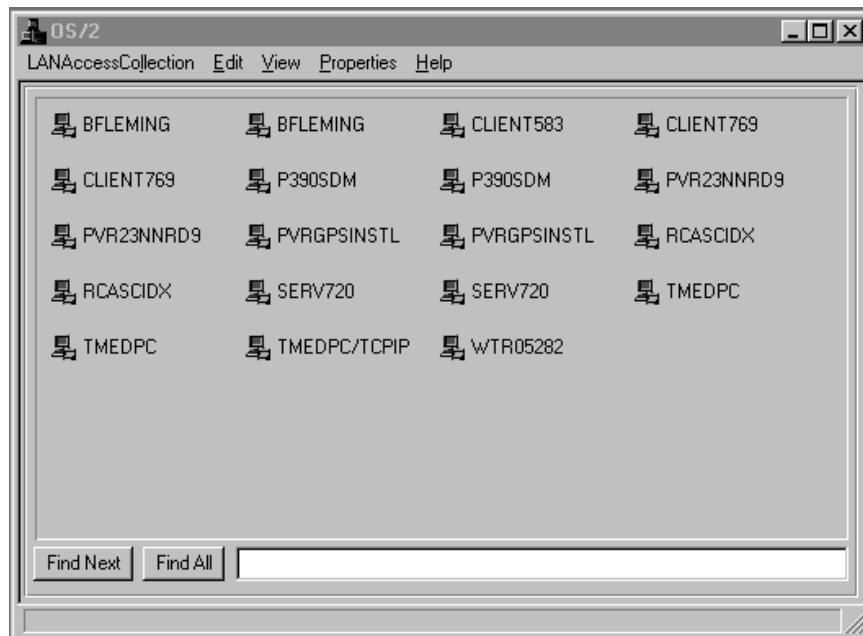 OS/2
LANAccessCollection Edit View Properties Help
BFLEMING BFLEMING CLIENT583 CLIENT769
CLIENT769 P390SDM P390SDM PVR23NNRD9
PVR23NNRD9 PVRGPSINSTL PVRGPSINSTL RCASCIDX
RCASCIDX SERV720 SERV720 TMEDPC
TMEDPC TMEDPC/TCPIP WTR05282
Find Next Find All